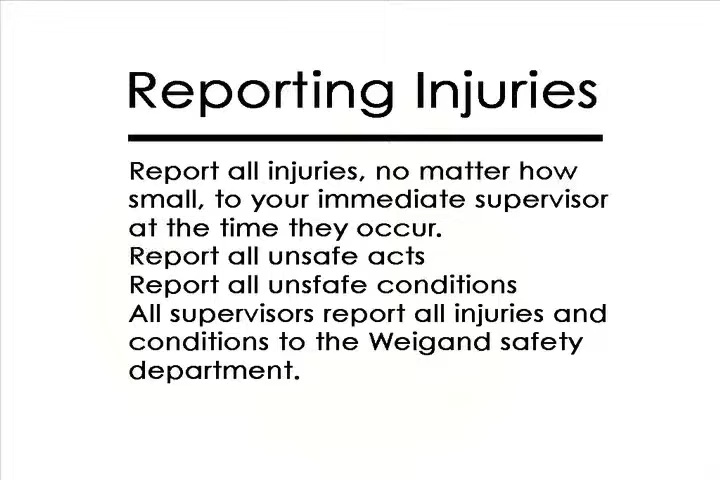 Reporting Injuries
Report all injuries, no matter how
small, to your immediate supervisor
at the time they occur.
Report all unsafe acts
Report all unsfafe conditions
All supervisors report all injuries and
conditions to the Weigand safety
department.